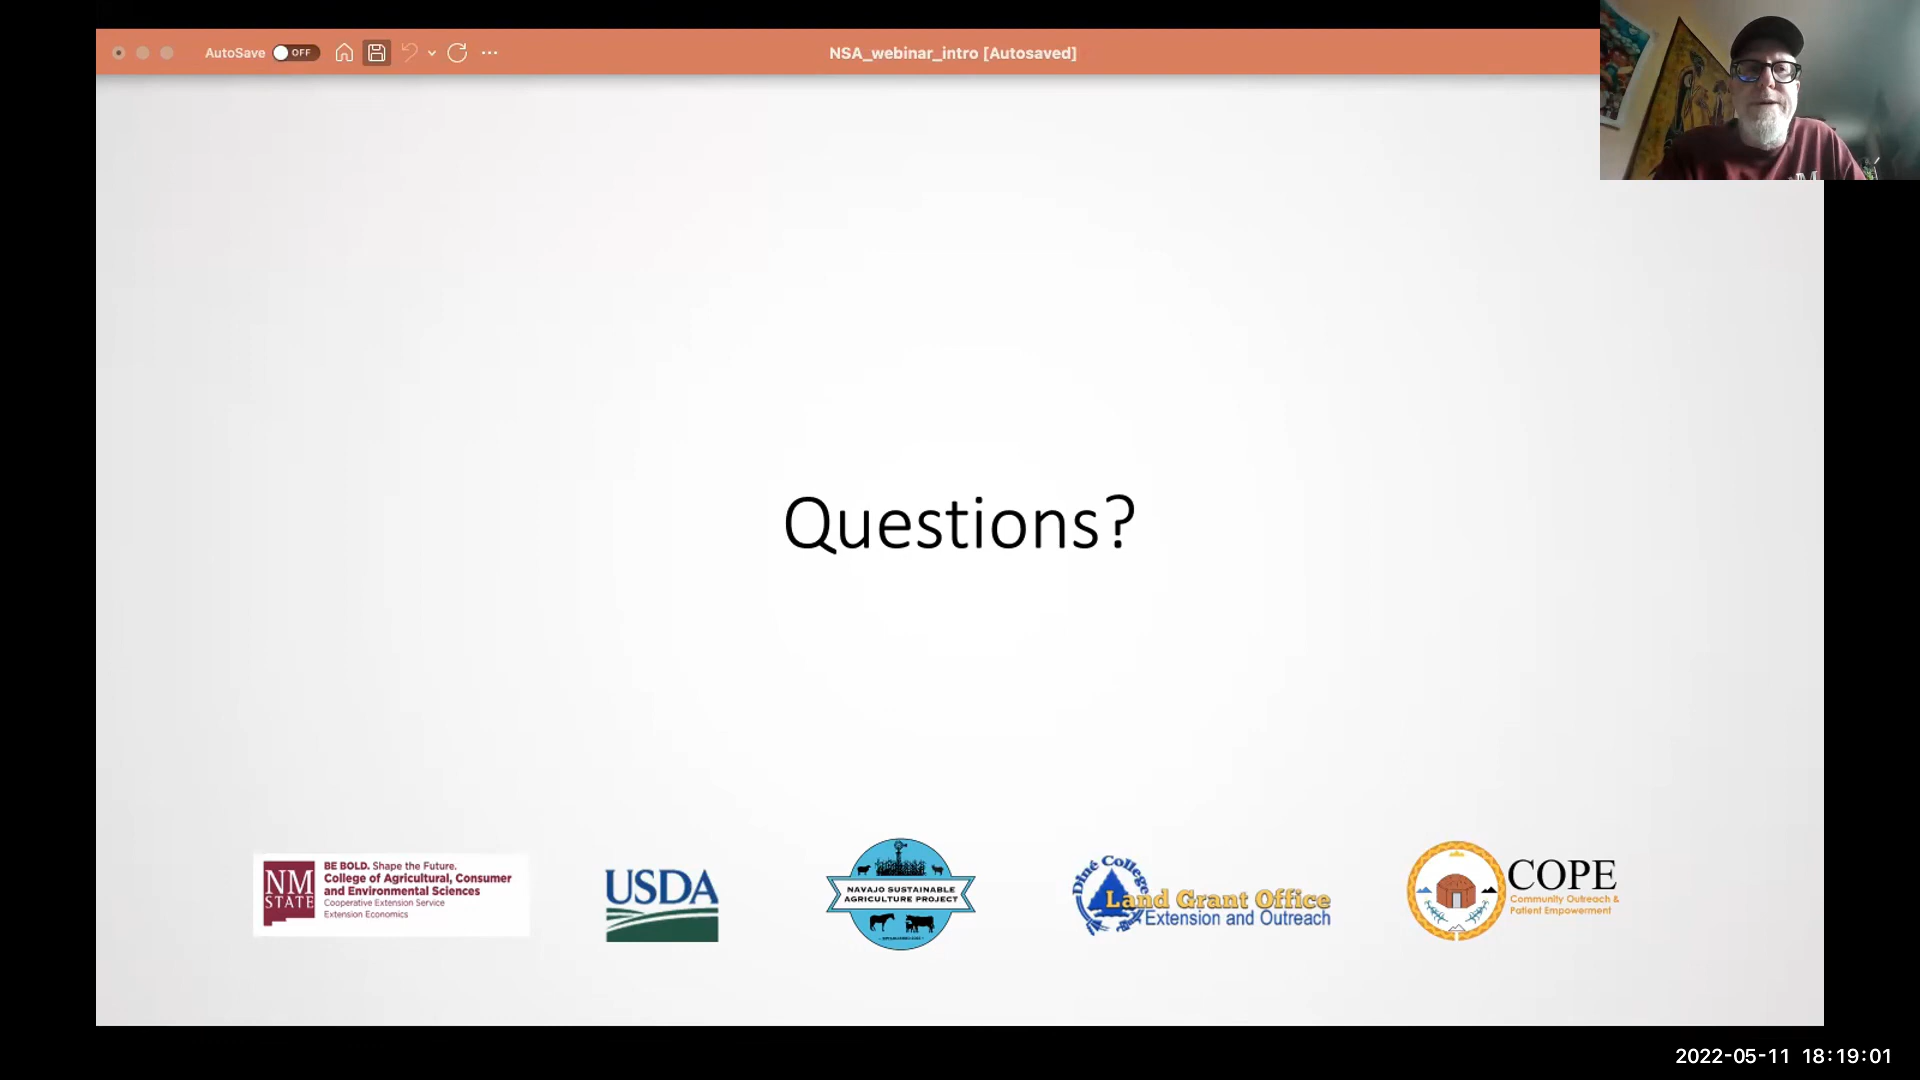 AutoSave OFF
NSA_webinar_intro [Autosaved]
Questions?
NM
STATE
BE BOLD. Shape the Future.
College of Agricultural, Consumer
and Environmental Sciences
Cooperative Extension Service
Extension Economics
USDA
NAVAJO SUSTAINABLE
AGRICULTURE PROJECT
Diné College
Land Grant Office
Extension and Outreach
COPE
Community Outreach &
Patient Empowerment
2022-05-11 18:19:01